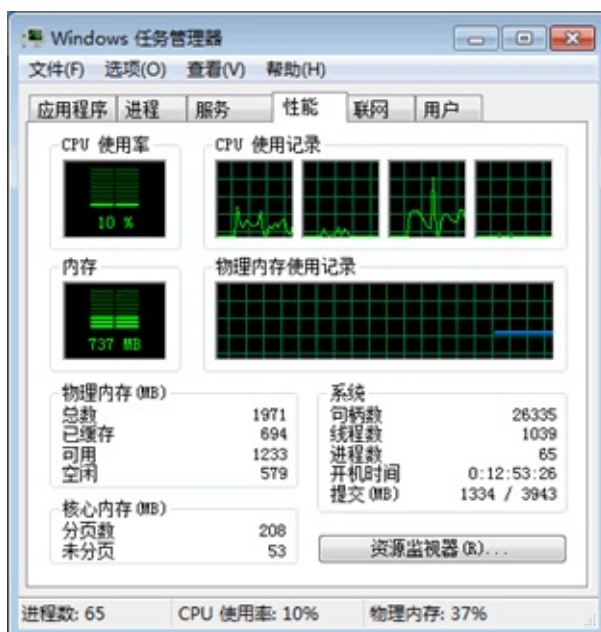 Windows 任务管理器
文件(F) 选项(O) 查看(V) 帮助(H)
应用程序 进程 服务 性能 联网 用户
CPU 使用率 CPU 使用记录
10 %
内存 物理内存使用记录
737 MB
物理内存(MB)
总数 1971
已缓存 694
可用 1233
空闲 579
系统
句柄数 26335
线程数 1039
进程数 65
开机时间 0:12:53:26
提交(MB) 1334 / 3943
核心内存(MB)
分页数 208
未分页 53
资源监视器(R)...
进程数: 65 CPU 使用率: 10% 物理内存: 37%